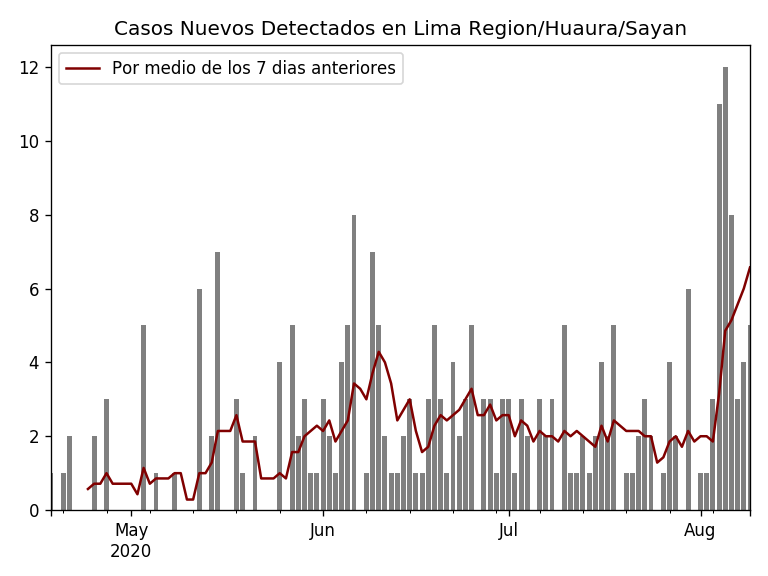 Casos Nuevos Detectados en Lima Region/Huaura/Sayan
Por medio de los 7 dias anteriores
12
10
8
6
4
2
0
May Jun Jul Aug
2020